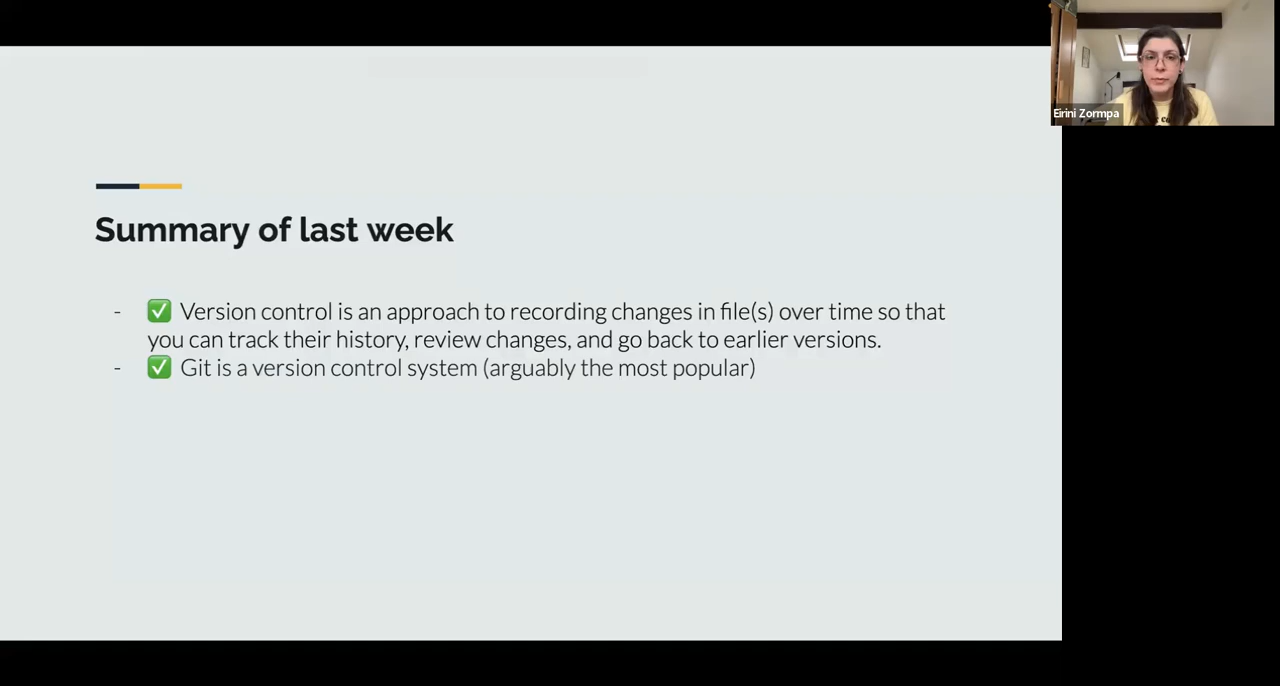 Eirini Zormpa
Summary of last week
- ✅ Version control is an approach to recording changes in file(s) over time so that
you can track their history, review changes, and go back to earlier versions.
- ✅ Git is a version control system (arguably the most popular)